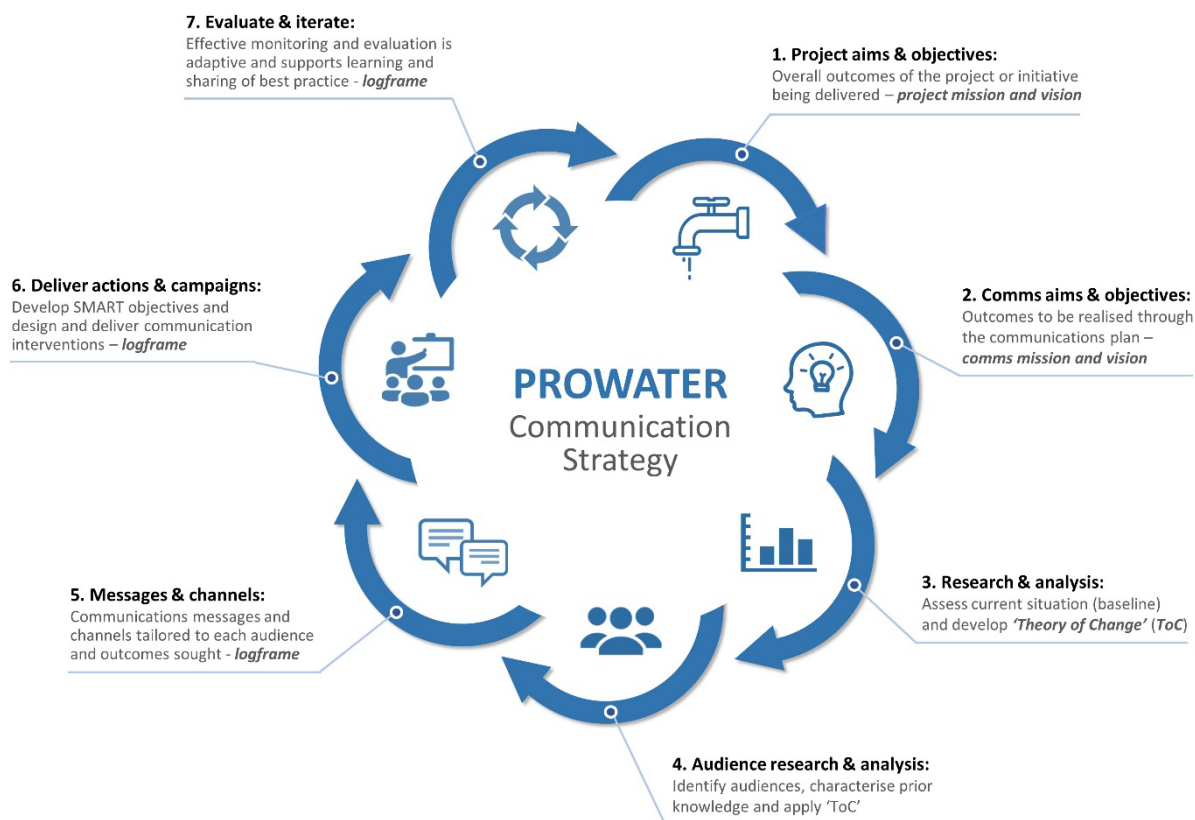 7. Evaluate & iterate:
Effective monitoring and evaluation is
adaptive and supports learning and
sharing of best practice - logframe
1. Project aims & objectives:
Overall outcomes of the project or initiative
being delivered – project mission and vision
2. Comms aims & objectives:
Outcomes to be realised through
the communications plan –
comms mission and vision
3. Research & analysis:
Assess current situation (baseline)
and develop ‘Theory of Change’ (ToC)
4. Audience research & analysis:
Identify audiences, characterise prior
knowledge and apply ‘ToC’
5. Messages & channels:
Communications messages and
channels tailored to each audience
and outcomes sought - logframe
6. Deliver actions & campaigns:
Develop SMART objectives and
design and deliver communication
interventions – logframe
PROWATER
Communication
Strategy